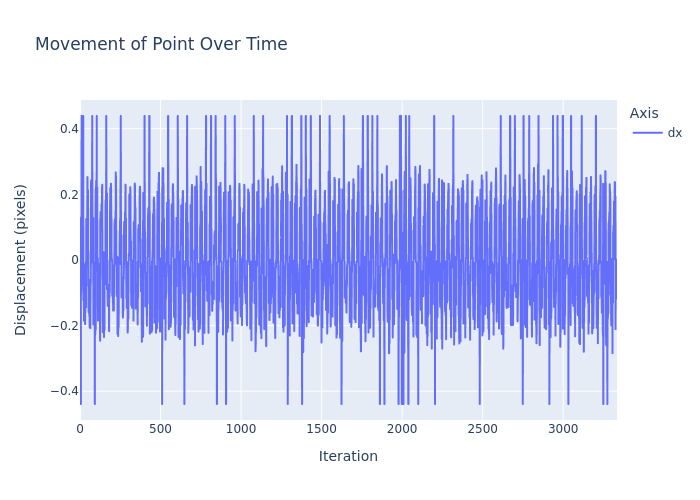 Movement of Point Over Time
Axis
dx
0.4
0.2
0
−0.2
−0.4
Displacement (pixels)
0 500 1000 1500 2000 2500 3000
Iteration